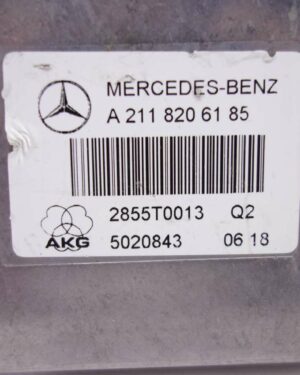 MERCEDES-BENZ
A 211 820 61 85
2855T0013 Q2
AKG 5020843 06 18